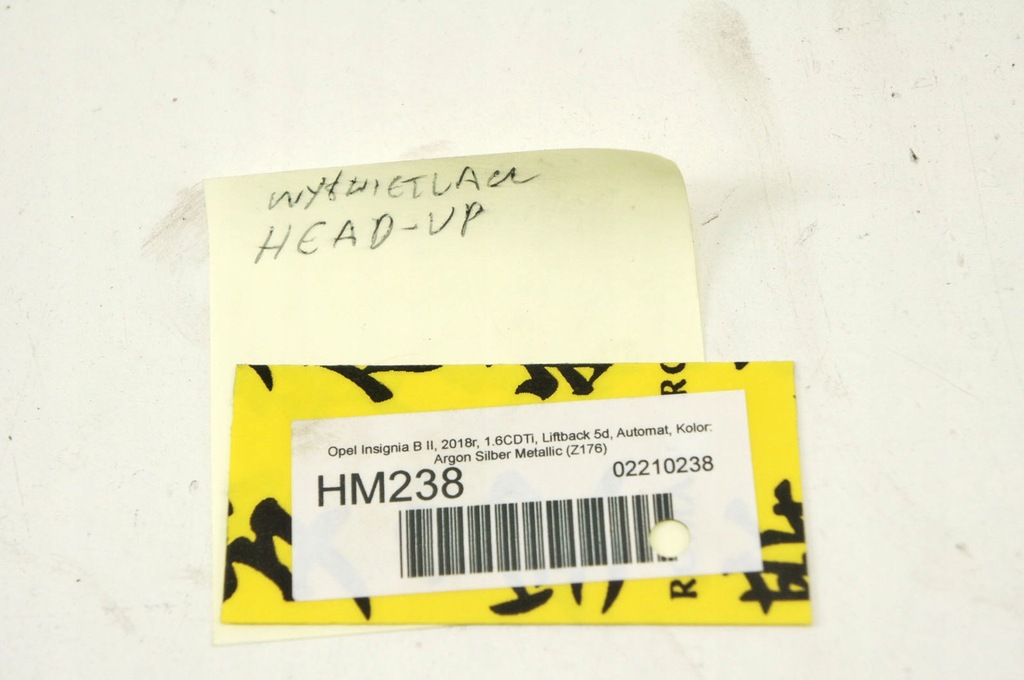 WYŚWIETLACZ
HEAD-UP
Opel Insignia B II, 2018r, 1.6CDTi, Liftback 5d, Automat, Kolor:
Argon Silber Metallic (Z176)
HM238
02210238